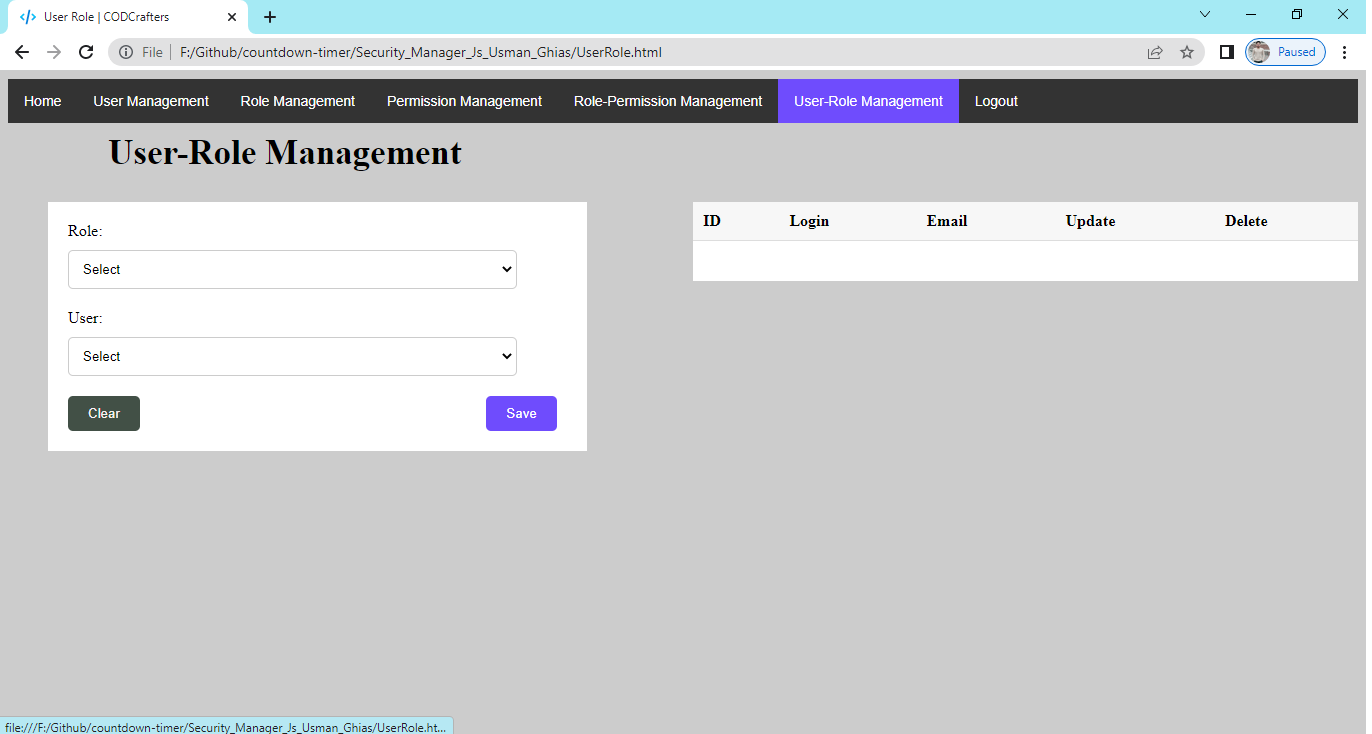 User Role | CODCrafters
File | F:/Github/countdown-timer/Security_Manager_Js_Usman_Ghias/UserRole.html
Paused
Home User Management Role Management Permission Management Role-Permission Management User-Role Management Logout
User-Role Management
Role:
Select
User:
Select
Clear Save
ID Login Email Update Delete
file:///F:/Github/countdown-timer/Security_Manager_Js_Usman_Ghias/UserRole.ht...